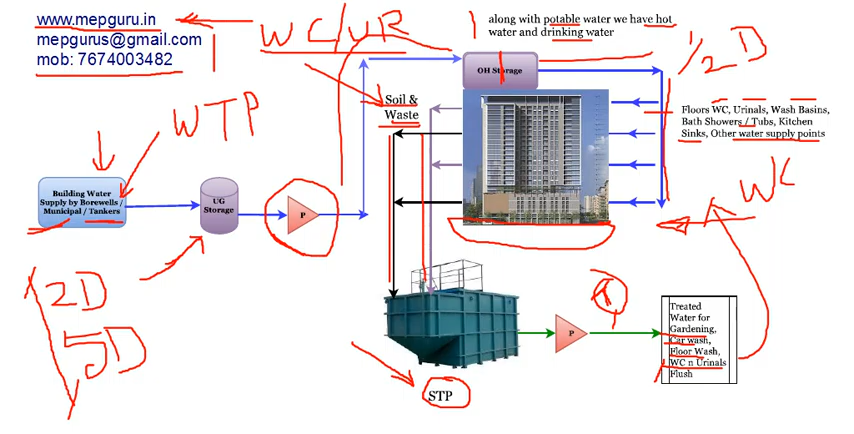 www.mepguru.in
mepgurus@gmail.com
mob: 7674003482
WC/UR
along with potable water we have hot
water and drinking water
1/2 D
OH Storage
Soil &
Waste
Floors WC, Urinals, Wash Basins,
Bath Showers / Tubs, Kitchen
Sinks, Other water supply points
WTP
Building Water
Supply by Borewells /
Municipal / Tankers
UG
Storage
P
WC
2D
5D
P
Treated
Water for
Gardening,
Car wash,
Floor Wash,
WC n Urinals
Flush
STP